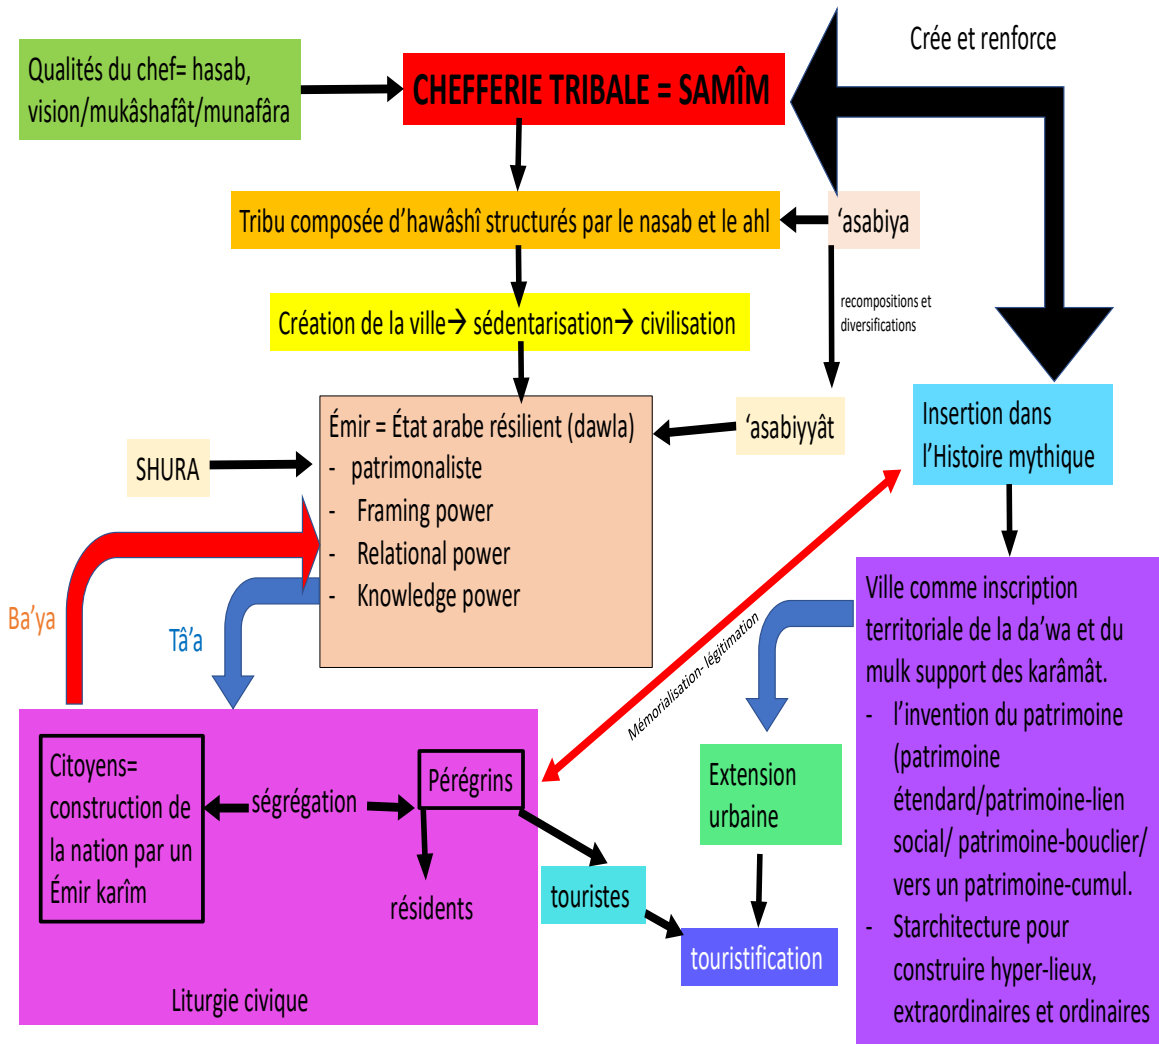 Crée et renforce
Qualités du chef= hasab,
vision/mukâshafât/munafâra
CHEFFERIE TRIBALE = SAMÎM
Tribu composée d'hawâshî structurés par le nasab et le ahl
‘asabiya
recompositions et
diversifications
Création de la ville→ sédentarisation→ civilisation
Émir = État arabe résilient (dawla)
- patrimonaliste
- Framing power
- Relational power
- Knowledge power
‘asabiyyât
SHURA
Insertion dans
l'Histoire mythique
Ba'ya
Tâ'a
Mémorialisation- légitimation
Ville comme inscription
territoriale de la da'wa et du
mulk support des karâmât.
- l'invention du patrimoine
(patrimoine
étendard/patrimoine-lien
social/ patrimoine-bouclier/
vers un patrimoine-cumul.
- Starchitecture pour
construire hyper-lieux,
extraordinaires et ordinaires
Citoyens=
construction de
la nation par un
Émir karîm
ségrégation
Pérégrins
résidents
Liturgie civique
touristes
Extension
urbaine
touristification